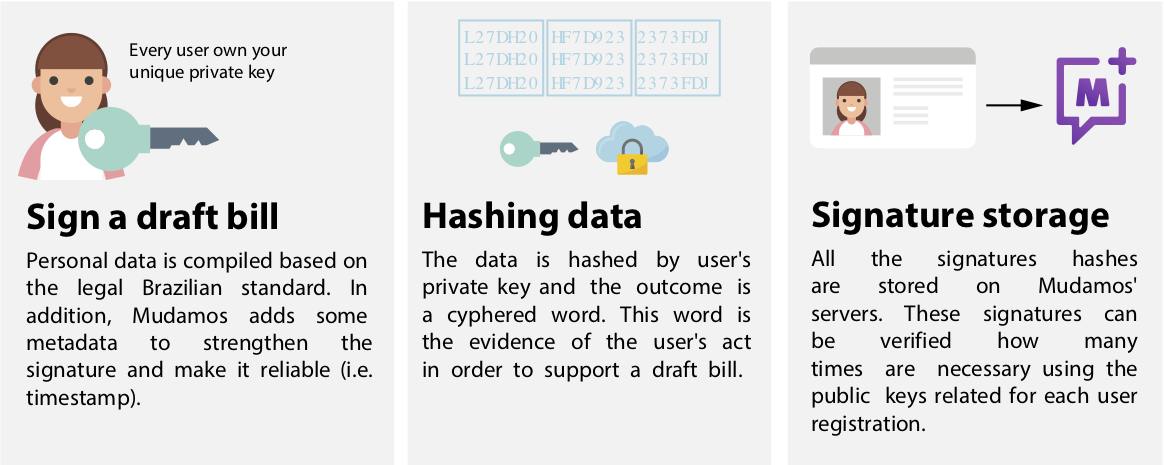 Every user own your
unique private key
Sign a draft bill
Personal data is compiled based on
the legal Brazilian standard. In
addition, Mudamos adds some
metadata to strengthen the
signature and make it reliable (i.e.
timestamp).
L27DH20 HF7D923 2373FDJ
L27DH20 HF7D923 2373FDJ
L27DH20 HF7D923 2373FDJ
Hashing data
The data is hashed by user's
private key and the outcome is
a cyphered word. This word is
the evidence of the user's act
in order to support a draft bill.
M+
Signature storage
All the signatures hashes
are stored on Mudamos'
servers. These signatures can
be verified how many
times are necessary using the
public keys related for each user
registration.